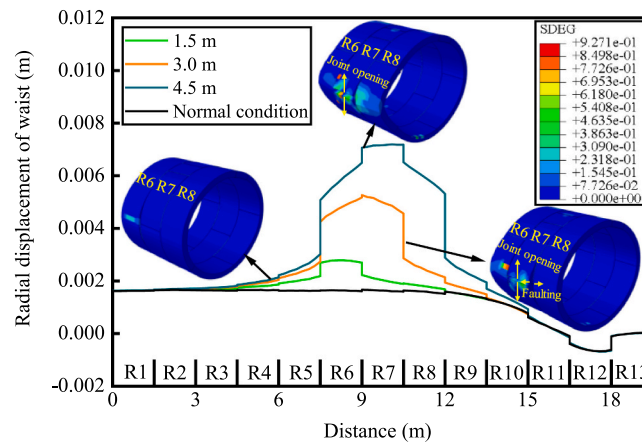 0.012
0.010
0.008
0.006
0.004
0.002
0.000
-0.002
Radial displacement of waist (m)
1.5 m
3.0 m
4.5 m
Normal condition
R6 R7 R8
R6 R7 R8
Joint opening
R6 R7 R8
Joint opening
Faulting
SDEG
+9.271e-01
+8.498e-01
+7.726e-01
+6.953e-01
+6.180e-01
+5.408e-01
+4.635e-01
+3.863e-01
+3.090e-01
+2.318e-01
+1.545e-01
+7.726e-02
+0.000e+00
R1 R2 R3 R4 R5 R6 R7 R8 R9 R10 R11 R12 R13
0 3 6 9 12 15 18
Distance (m)